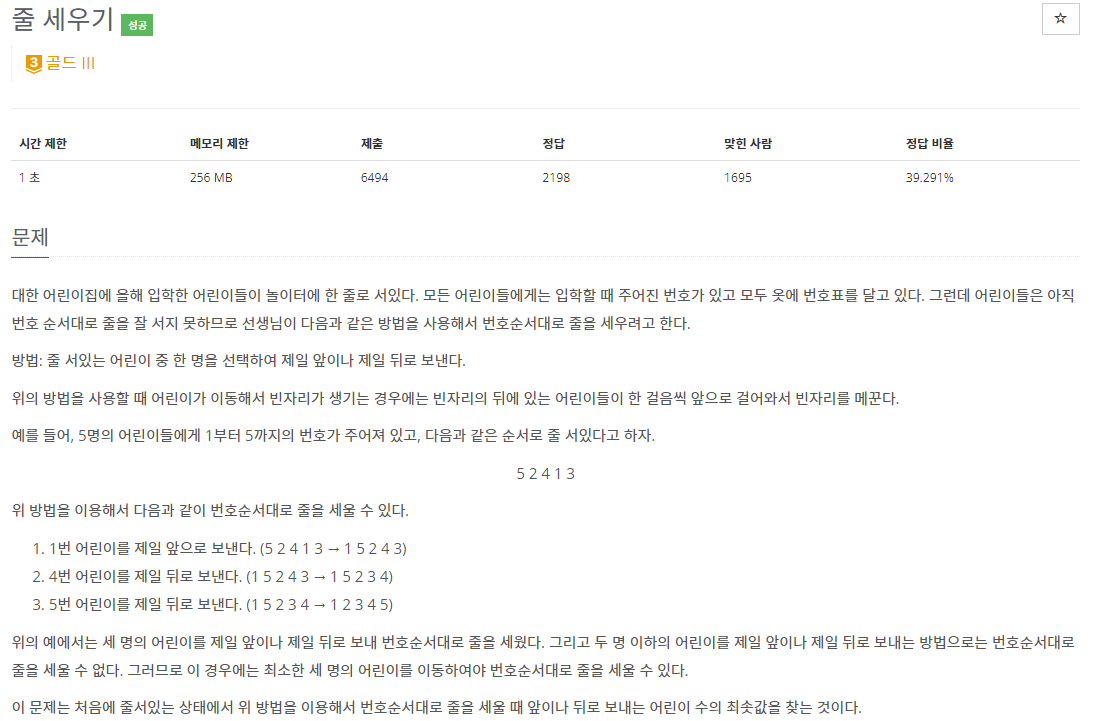 줄 세우기 성공
☆
3 골드 III
시간 제한 메모리 제한 제출 정답 맞힌 사람 정답 비율
1 초 256 MB 6494 2198 1695 39.291%
문제
대한 어린이집에 올해 입학한 어린이들이 놀이터에 한 줄로 서있다. 모든 어린이들에게는 입학할 때 주어진 번호가 있고 모두 옷에 번호표를 달고 있다. 그런데 어린이들은 아직
번호 순서대로 줄을 잘 서지 못하므로 선생님이 다음과 같은 방법을 사용해서 번호순서대로 줄을 세우려고 한다.
방법: 줄 서있는 어린이 중 한 명을 선택하여 제일 앞이나 제일 뒤로 보낸다.
위의 방법을 사용할 때 어린이가 이동해서 빈자리가 생기는 경우에는 빈자리의 뒤에 있는 어린이들이 한 걸음씩 앞으로 걸어와서 빈자리를 메꾼다.
예를 들어, 5명의 어린이들에게 1부터 5까지의 번호가 주어져 있고, 다음과 같은 순서로 줄 서있다고 하자.
5 2 4 1 3
위 방법을 이용해서 다음과 같이 번호순서대로 줄을 세울 수 있다.
1. 1번 어린이를 제일 앞으로 보낸다. (5 2 4 1 3 → 1 5 2 4 3)
2. 4번 어린이를 제일 뒤로 보낸다. (1 5 2 4 3 → 1 5 2 3 4)
3. 5번 어린이를 제일 뒤로 보낸다. (1 5 2 3 4 → 1 2 3 4 5)
위의 예에서는 세 명의 어린이를 제일 앞이나 제일 뒤로 보내 번호순서대로 줄을 세웠다. 그리고 두 명 이하의 어린이를 제일 앞이나 제일 뒤로 보내는 방법으로는 번호순서대로
줄을 세울 수 없다. 그러므로 이 경우에는 최소한 세 명의 어린이를 이동하여야 번호순서대로 줄을 세울 수 있다.
이 문제는 처음에 줄서있는 상태에서 위 방법을 이용해서 번호순서대로 줄을 세울 때 앞이나 뒤로 보내는 어린이 수의 최솟값을 찾는 것이다.